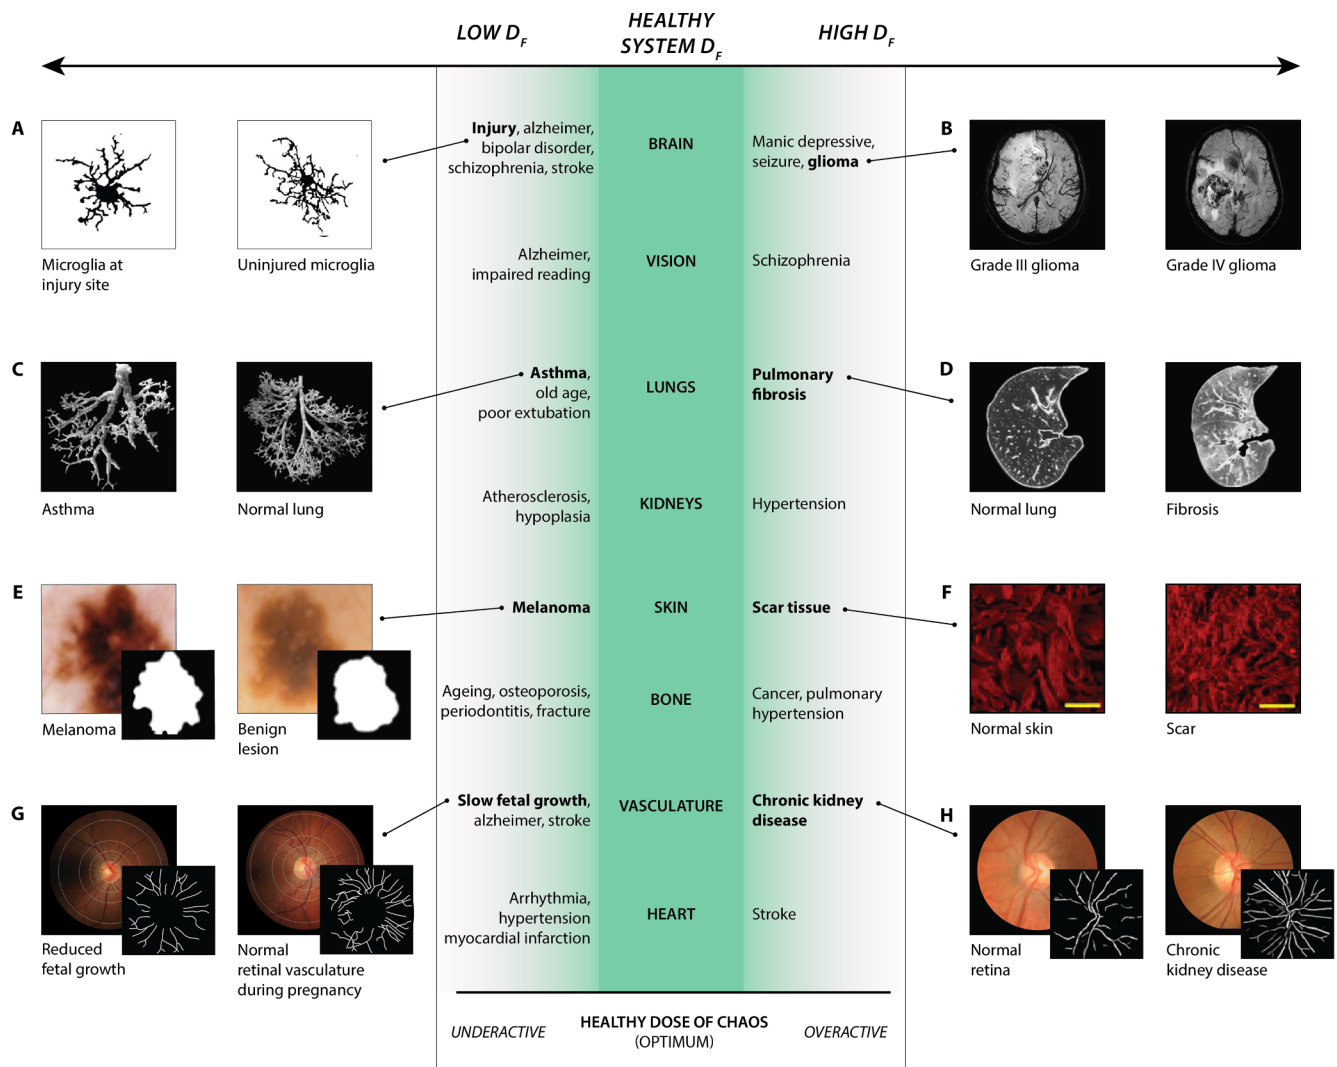 LOW D_F
HEALTHY
SYSTEM D_F
HIGH D_F
A
Microglia at
injury site
Uninjured microglia
Injury, alzheimer,
bipolar disorder,
schizophrenia, stroke
BRAIN
Manic depressive,
seizure, glioma
B
Grade III glioma
Grade IV glioma
Alzheimer,
impaired reading
VISION
Schizophrenia
C
Asthma
Normal lung
Asthma,
old age,
poor extubation
LUNGS
Pulmonary
fibrosis
D
Normal lung
Fibrosis
Atherosclerosis,
hypoplasia
KIDNEYS
Hypertension
E
Melanoma
Benign
lesion
Melanoma
SKIN
Scar tissue
F
Normal skin
Scar
Ageing, osteoporosis,
periodontitis, fracture
BONE
Cancer, pulmonary
hypertension
G
Reduced
fetal growth
Normal
retinal vasculature
during pregnancy
Slow fetal growth,
alzheimer, stroke
VASCULATURE
Chronic kidney
disease
H
Normal
retina
Chronic
kidney disease
Arrhythmia,
hypertension
myocardial infarction
HEART
Stroke
UNDERACTIVE
HEALTHY DOSE OF CHAOS
(OPTIMUM)
OVERACTIVE